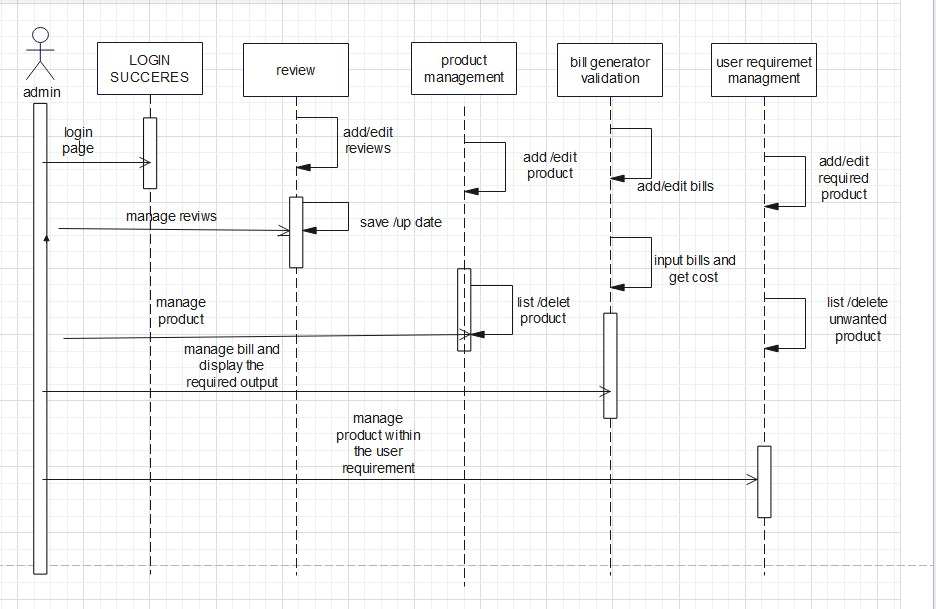 LOGIN
SUCCERES
review
product
management
bill generator
validation
user requiremet
managment
admin
login
page
add/edit
reviews
add /edit
product
add/edit bills
add/edit
required
product
manage reviws
save /up date
input bills and
get cost
manage
product
list /delet
product
list /delete
unwanted
product
manage bill and
display the
required output
manage
product within
the user
requirement